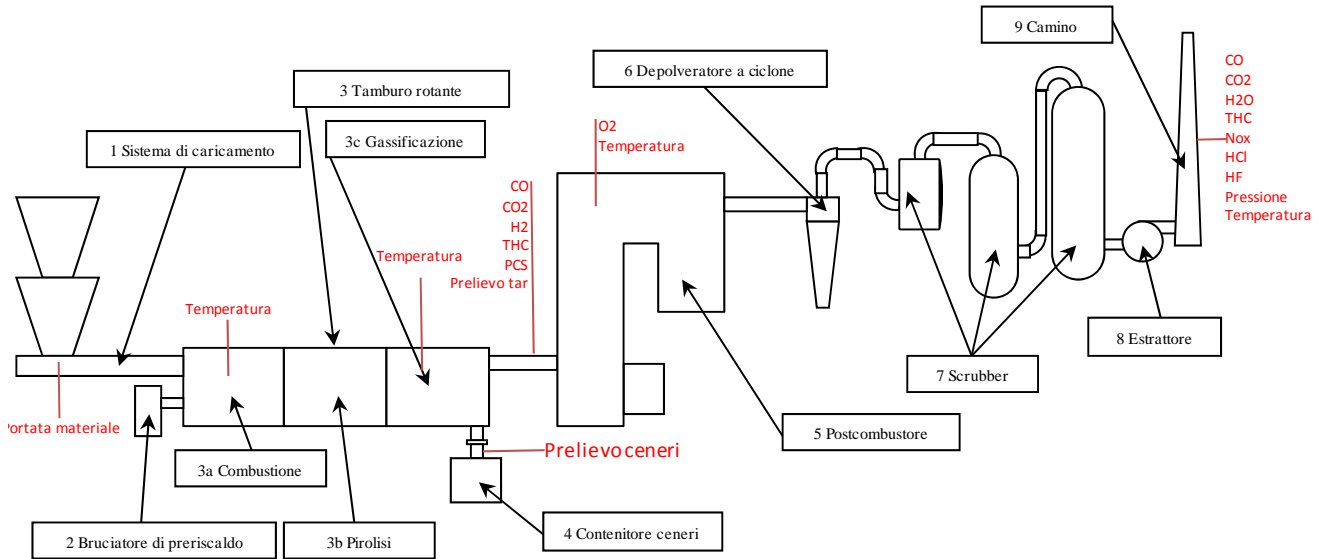 9 Camino
CO
CO2
H2O
THC
Nox
HCl
HF
Pressione
Temperatura
6 Depolveratore a ciclone
3 Tamburo rotante
3c Gassificazione
O2
Temperatura
1 Sistema di caricamento
CO
CO2
H2
THC
PCS
Prelievo tar
Temperatura
Temperatura
8 Estrattore
7 Scrubber
Portata materiale
5 Postcombustore
Prelievo ceneri
3a Combustione
2 Bruciatore di preriscaldo
3b Pirolisi
4 Contenitore ceneri